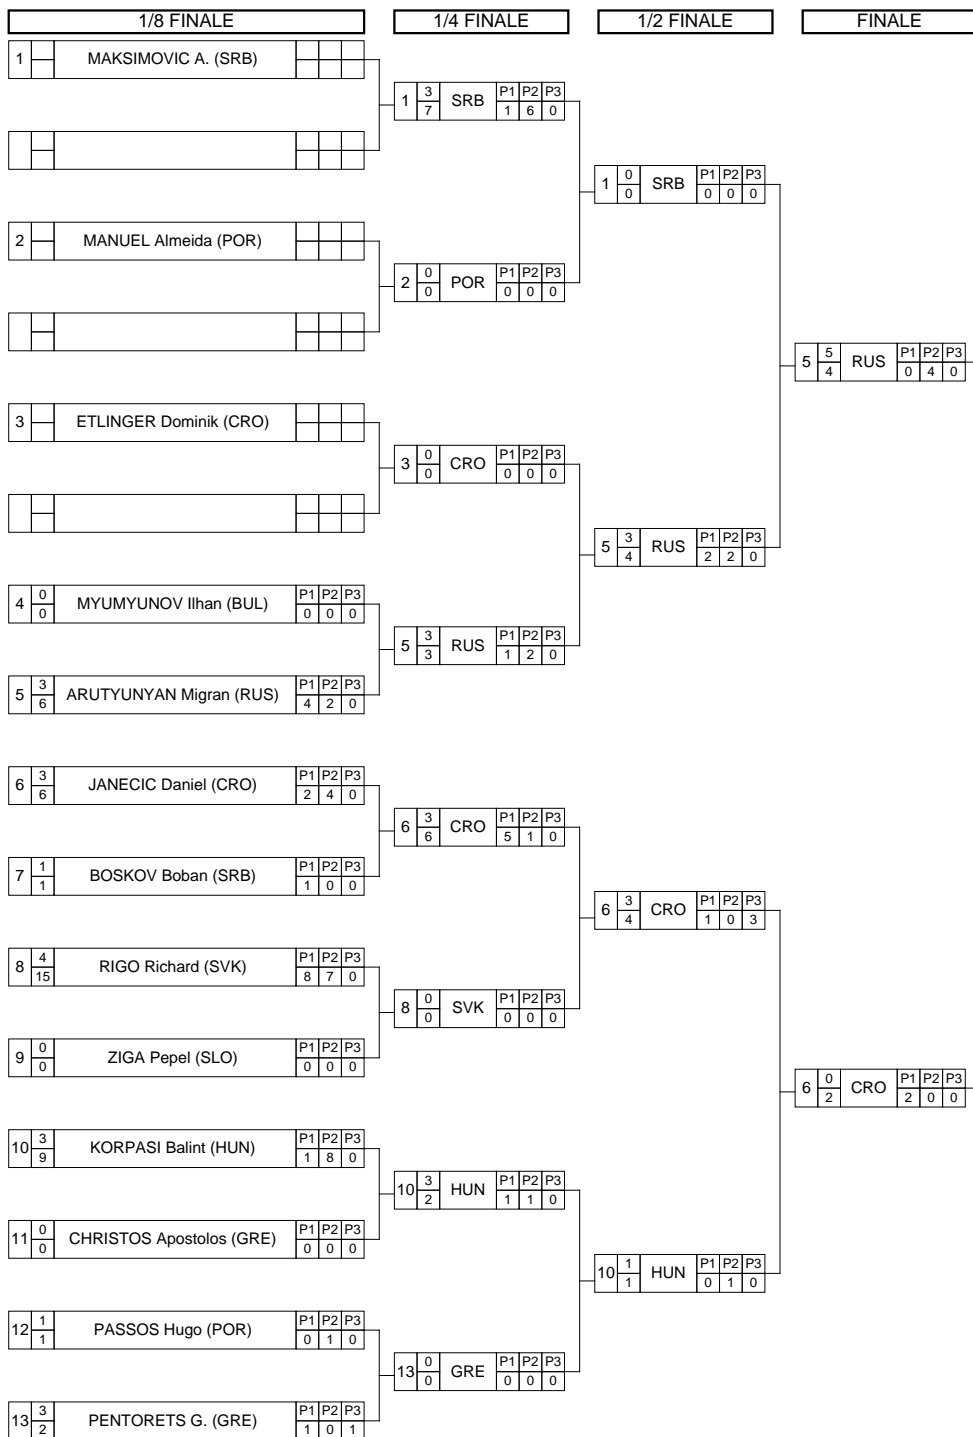 1/8 FINALE 1/4 FINALE 1/2 FINALE FINALE
1 MAKSIMOVIC A. (SRB)
1 3 7 SRB P1 P2 P3 1 6 0
1 0 0 SRB P1 P2 P3 0 0 0
2 MANUEL Almeida (POR)
2 0 0 POR P1 P2 P3 0 0 0
5 5 4 RUS P1 P2 P3 0 4 0
3 ETLINGER Dominik (CRO)
3 0 0 CRO P1 P2 P3 0 0 0
5 3 4 RUS P1 P2 P3 2 2 0
4 0 0 MYUMYUNOV Ilhan (BUL) P1 P2 P3 0 0 0
5 3 3 RUS P1 P2 P3 1 2 0
5 3 6 ARUTYUNYAN Migran (RUS) P1 P2 P3 4 2 0
6 3 6 JANECIC Daniel (CRO) P1 P2 P3 2 4 0
6 3 6 CRO P1 P2 P3 5 1 0
7 1 1 BOSKOV Boban (SRB) P1 P2 P3 1 0 0
6 3 4 CRO P1 P2 P3 1 0 3
8 4 15 RIGO Richard (SVK) P1 P2 P3 8 7 0
8 0 0 SVK P1 P2 P3 0 0 0
9 0 0 ZIGA Pepel (SLO) P1 P2 P3 0 0 0
6 0 2 CRO P1 P2 P3 2 0 0
10 3 9 KORPASI Balint (HUN) P1 P2 P3 1 8 0
10 3 2 HUN P1 P2 P3 1 1 0
11 0 0 CHRISTOS Apostolos (GRE) P1 P2 P3 0 0 0
10 1 1 HUN P1 P2 P3 0 1 0
12 1 1 PASSOS Hugo (POR) P1 P2 P3 0 1 0
13 0 0 GRE P1 P2 P3 0 0 0
13 3 2 PENTORETS G. (GRE) P1 P2 P3 1 0 1